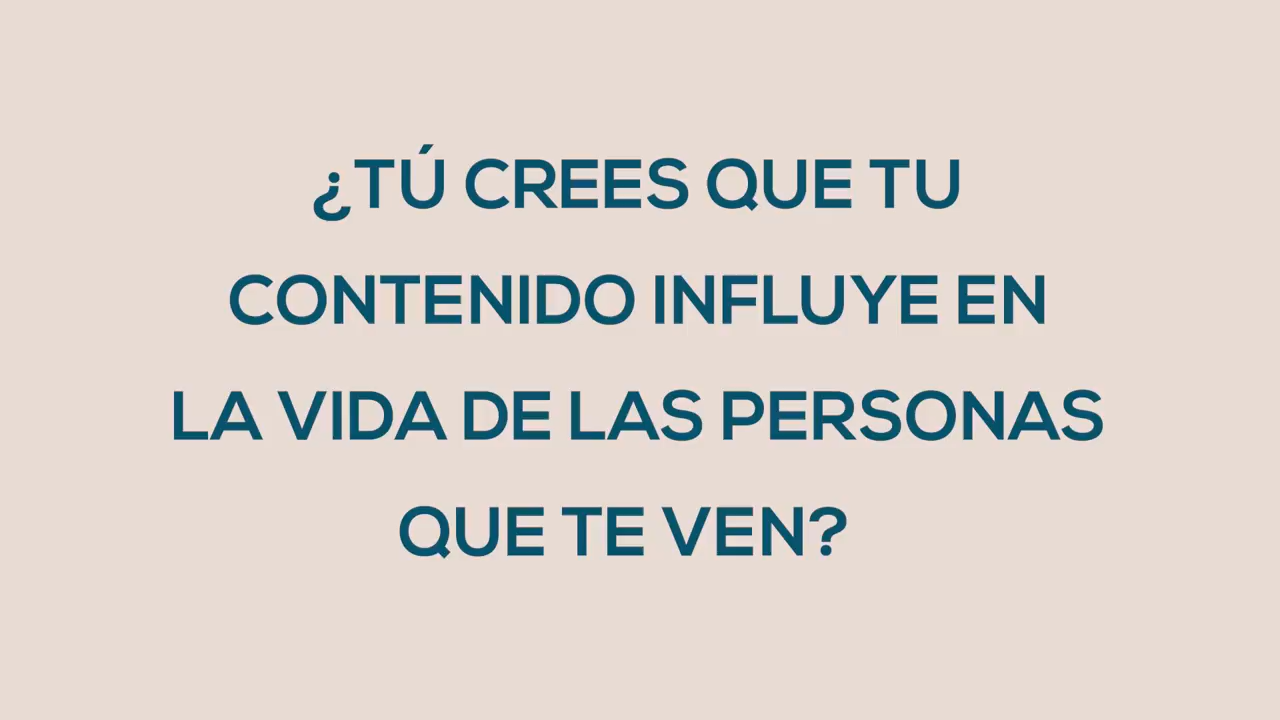 ¿TÚ CREES QUE TU
CONTENIDO INFLUYE EN
LA VIDA DE LAS PERSONAS
QUE TE VEN?